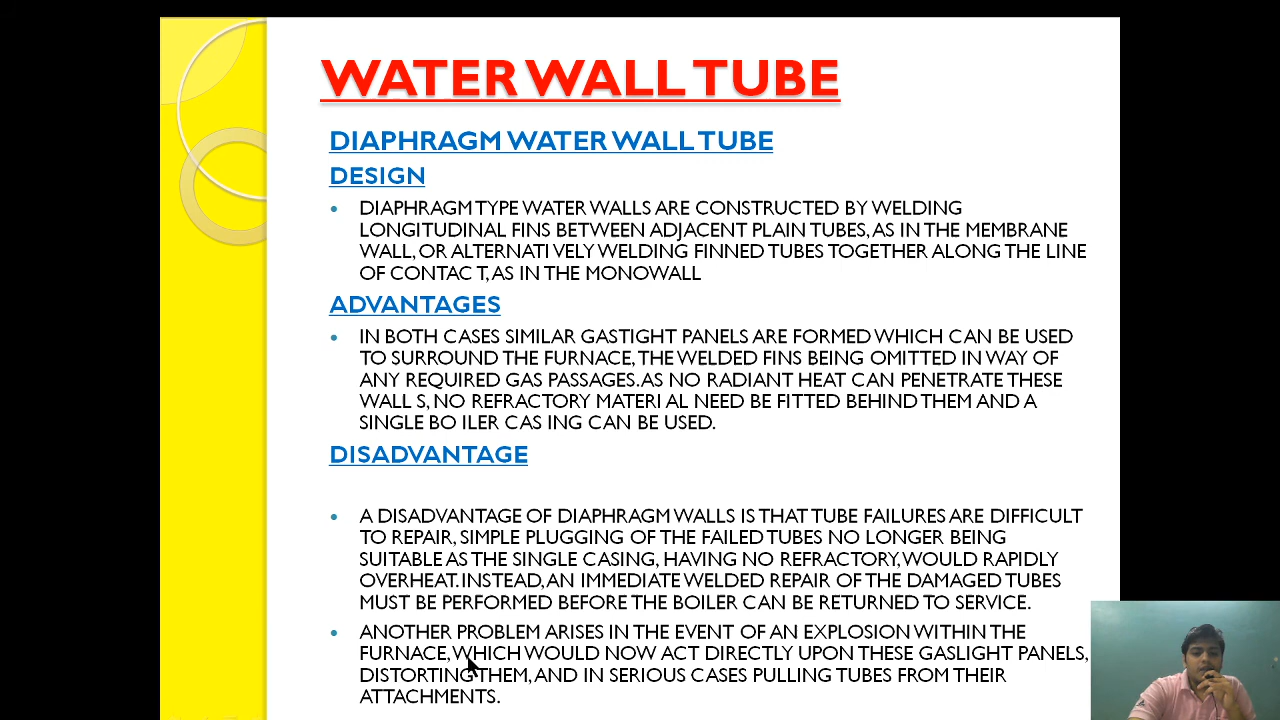 WATER WALL TUBE
DIAPHRAGM WATER WALL TUBE
DESIGN
• DIAPHRAGM TYPE WATER WALLS ARE CONSTRUCTED BY WELDING
LONGITUDINAL FINS BETWEEN ADJACENT PLAIN TUBES, AS IN THE MEMBRANE
WALL, OR ALTERNATI VELY WELDING FINNED TUBES TOGETHER ALONG THE LINE
OF CONTAC T, AS IN THE MONOWALL
ADVANTAGES
• IN BOTH CASES SIMILAR GASTIGHT PANELS ARE FORMED WHICH CAN BE USED
TO SURROUND THE FURNACE, THE WELDED FINS BEING OMITTED IN WAY OF
ANY REQUIRED GAS PASSAGES. AS NO RADIANT HEAT CAN PENETRATE THESE
WALL S, NO REFRACTORY MATERI AL NEED BE FITTED BEHIND THEM AND A
SINGLE BO ILER CAS ING CAN BE USED.
DISADVANTAGE
• A DISADVANTAGE OF DIAPHRAGM WALLS IS THAT TUBE FAILURES ARE DIFFICULT
TO REPAIR, SIMPLE PLUGGING OF THE FAILED TUBES NO LONGER BEING
SUITABLE AS THE SINGLE CASING, HAVING NO REFRACTORY, WOULD RAPIDLY
OVERHEAT. INSTEAD, AN IMMEDIATE WELDED REPAIR OF THE DAMAGED TUBES
MUST BE PERFORMED BEFORE THE BOILER CAN BE RETURNED TO SERVICE.
• ANOTHER PROBLEM ARISES IN THE EVENT OF AN EXPLOSION WITHIN THE
FURNACE, WHICH WOULD NOW ACT DIRECTLY UPON THESE GASLIGHT PANELS,
DISTORTING THEM, AND IN SERIOUS CASES PULLING TUBES FROM THEIR
ATTACHMENTS.